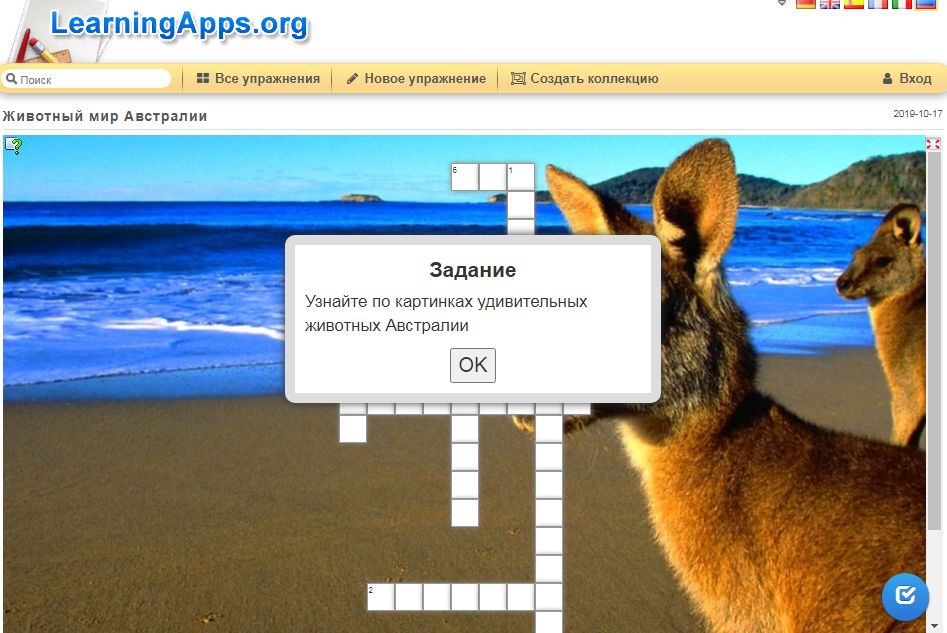 LearningApps.org
Поиск
Все упражнения
Новое упражнение
Создать коллекцию
Вход
Животный мир Австралии
2019-10-17
6
1
Задание
Узнайте по картинках удивительных
животных Австралии
OK
2